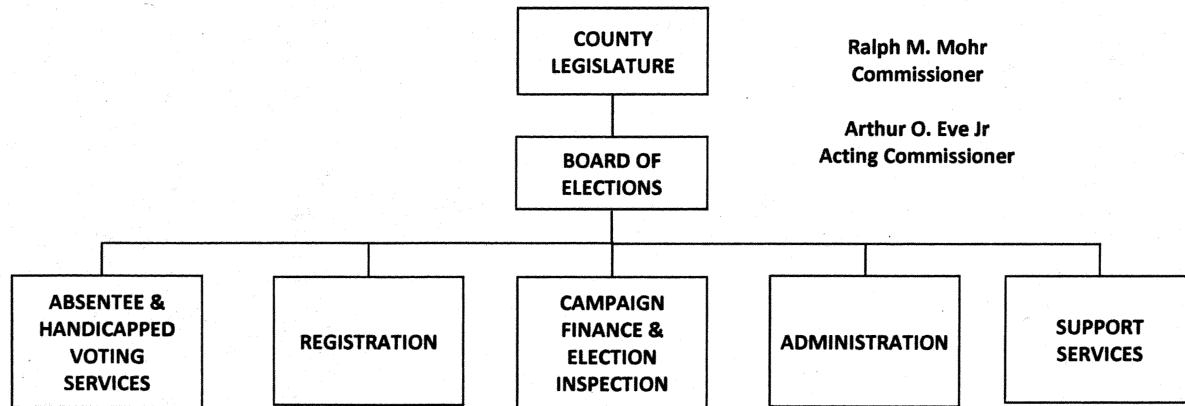 COUNTY
LEGISLATURE
Ralph M. Mohr
Commissioner
Arthur O. Eve Jr
Acting Commissioner
BOARD OF
ELECTIONS
ABSENTEE &
HANDICAPPED
VOTING
SERVICES
REGISTRATION
CAMPAIGN
FINANCE &
ELECTION
INSPECTION
ADMINISTRATION
SUPPORT
SERVICES